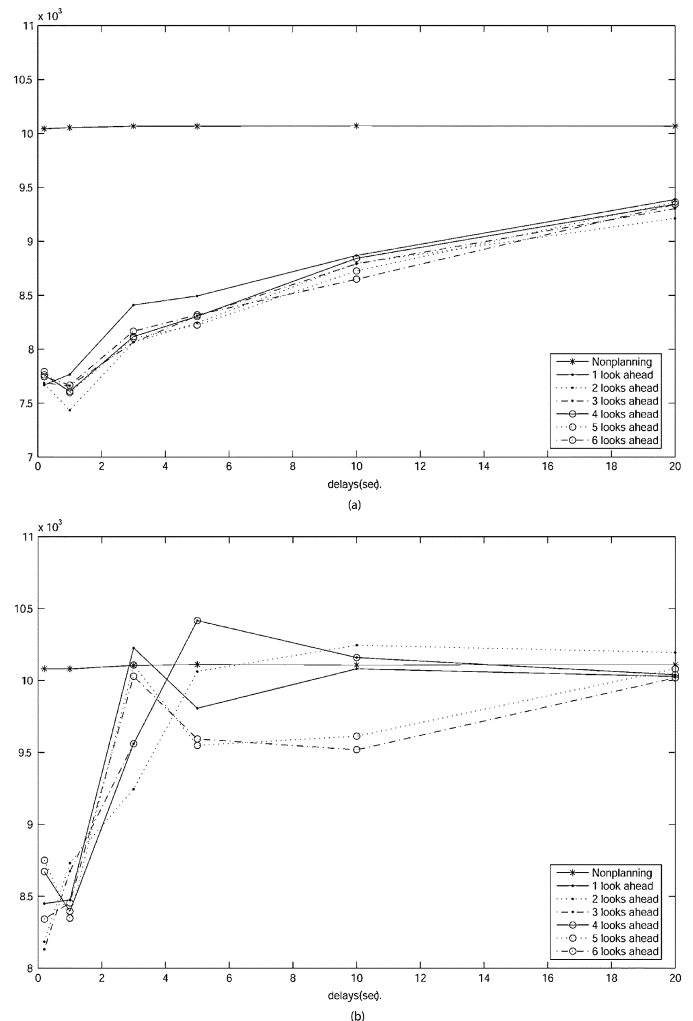 x 10³
11
10.5
10
9.5
9
8.5
8
7.5
7
0 2 4 6 8 10 12 14 16 18 20
delays(sec).
Nonplanning
1 look ahead
2 looks ahead
3 looks ahead
4 looks ahead
5 looks ahead
6 looks ahead
(a)
x 10³
11
10.5
10
9.5
9
8.5
8
0 2 4 6 8 10 12 14 16 18 20
delays(sec).
Nonplanning
1 look ahead
2 looks ahead
3 looks ahead
4 looks ahead
5 looks ahead
6 looks ahead
(b)